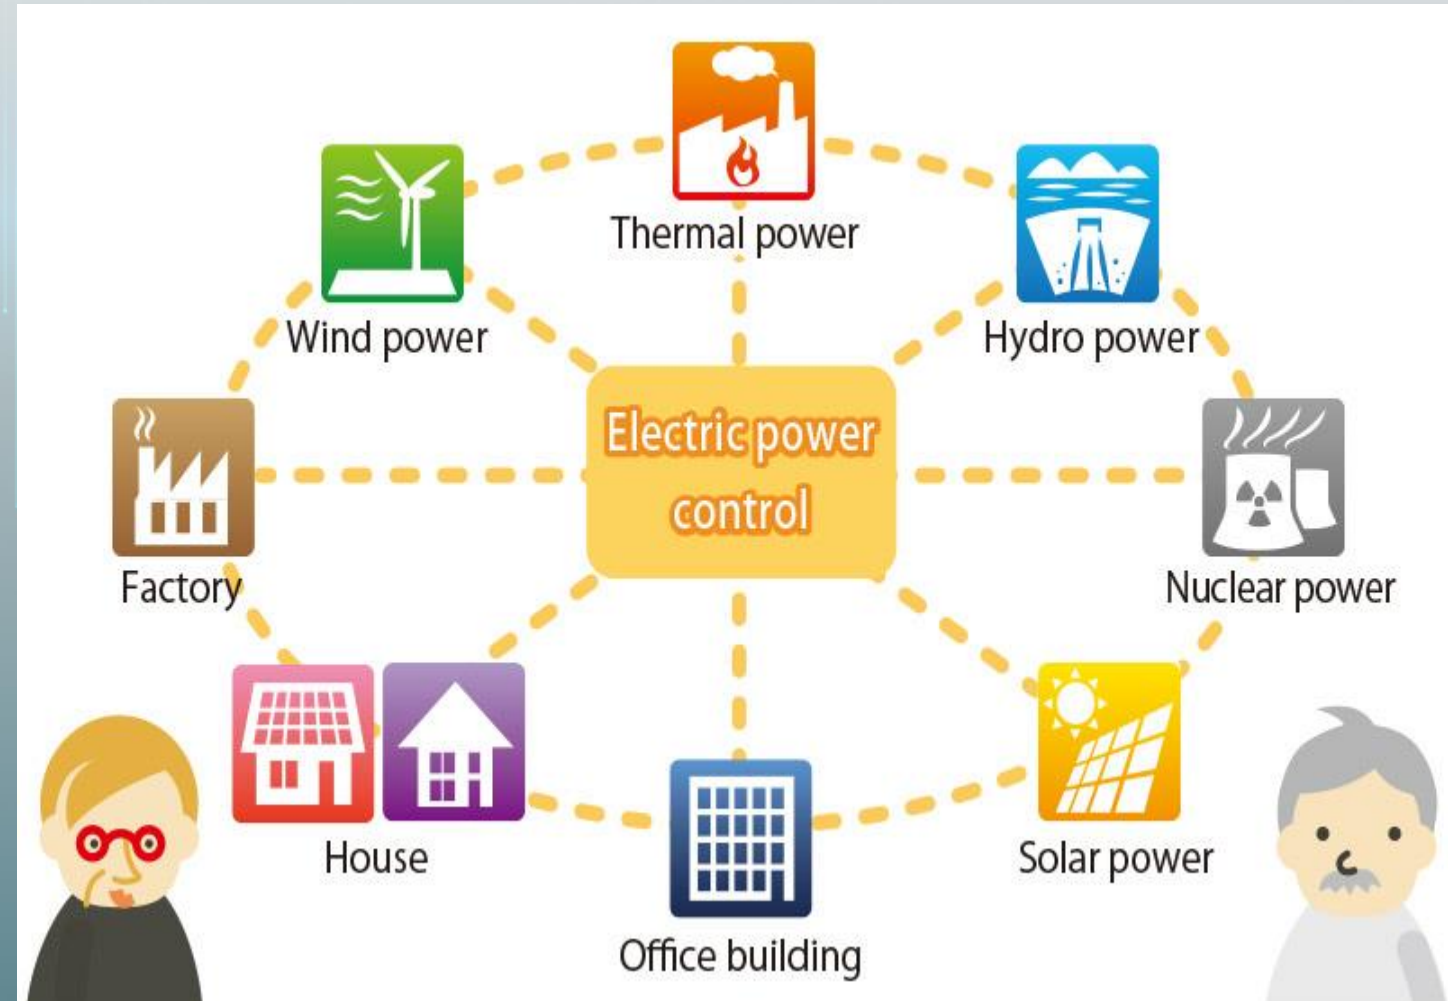 Thermal power
Wind power
Hydro power
Electric power
control
Factory
Nuclear power
House
Solar power
Office building